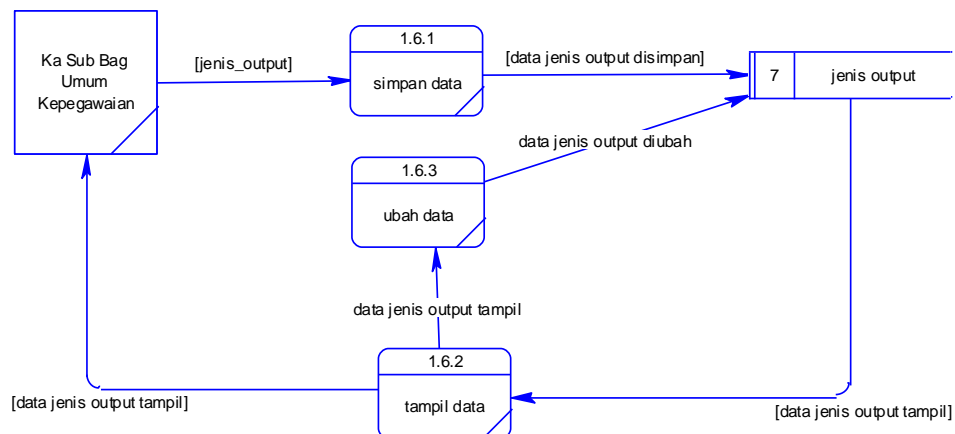 Ka Sub Bag
Umum
Kepegawaian
[jenis_output]
1.6.1
simpan data
[data jenis output disimpan]
7
jenis output
data jenis output diubah
1.6.3
ubah data
data jenis output tampil
1.6.2
tampil data
[data jenis output tampil]
[data jenis output tampil]